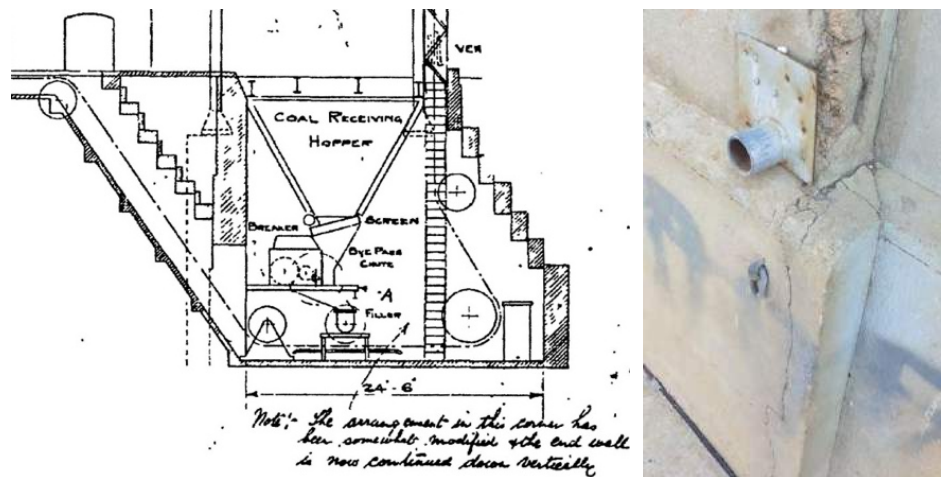 VER
COAL RECEIVING
HOPPER
BREAKER
SCREEN
BYE PASS
CHUTE
A
FILLER
24'-6"
Note:- The arrangement in this corner has
been somewhat modified & the end wall
is now continued down vertically